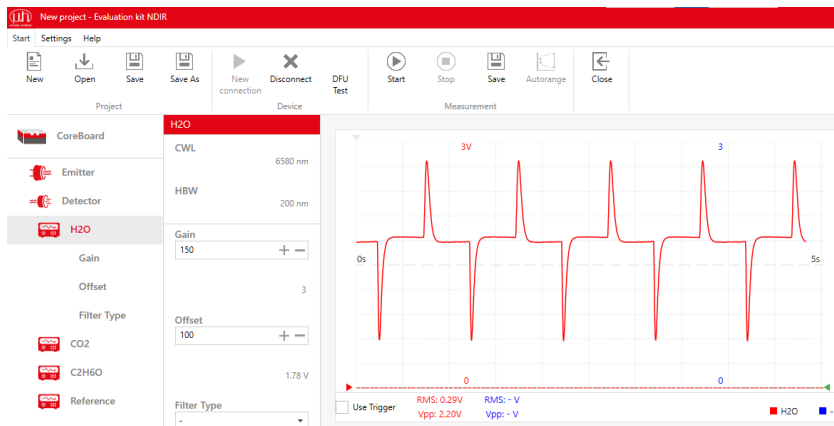 New project - Evaluation kit NDIR
Start Settings Help
New Open Save Save As New connection Disconnect DFU Test Start Stop Save Autorange Close
Project Device Measurement
CoreBoard
Emitter
Detector
H2O
Gain
Offset
Filter Type
CO2
C2H6O
Reference
H2O
CWL
6580 nm
HBW
200 nm
Gain
150
3
Offset
100
1.78 V
Filter Type
-
3V 3
0s 5s
0 0
Use Trigger
RMS: 0.29V RMS: - V
Vpp: 2.20V Vpp: - V
H2O -